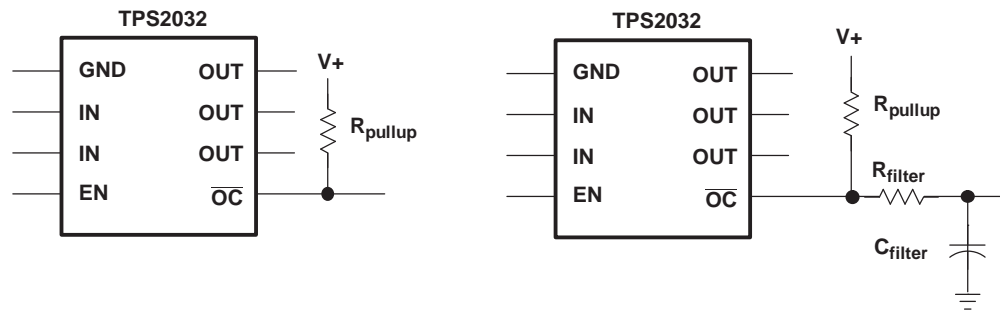 TPS2032
GND OUT
IN OUT
IN OUT
EN OC
V+
Rpullup
TPS2032
GND OUT
IN OUT
IN OUT
EN OC
V+
Rpullup
Rfilter
Cfilter